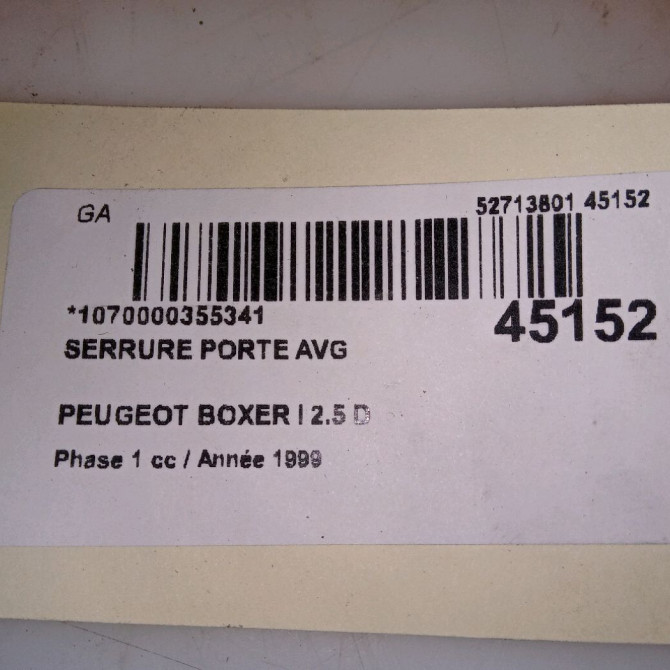 GA
52713801 45152
*1070000355341
45152
SERRURE PORTE AVG
PEUGEOT BOXER I 2.5 D
Phase 1 cc / Année 1999